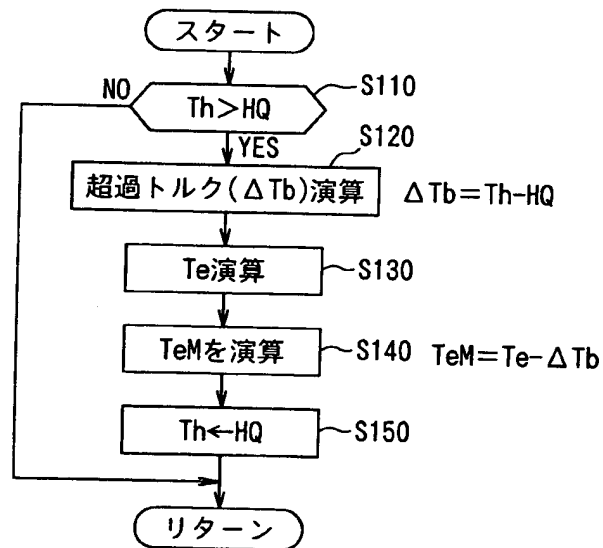 スタート
NO
Th>HQ
S110
YES
S120
超過トルク(ΔTb)演算
ΔTb=Th-HQ
Te演算
S130
TeMを演算
S140
TeM=Te-ΔTb
Th←HQ
S150
リターン